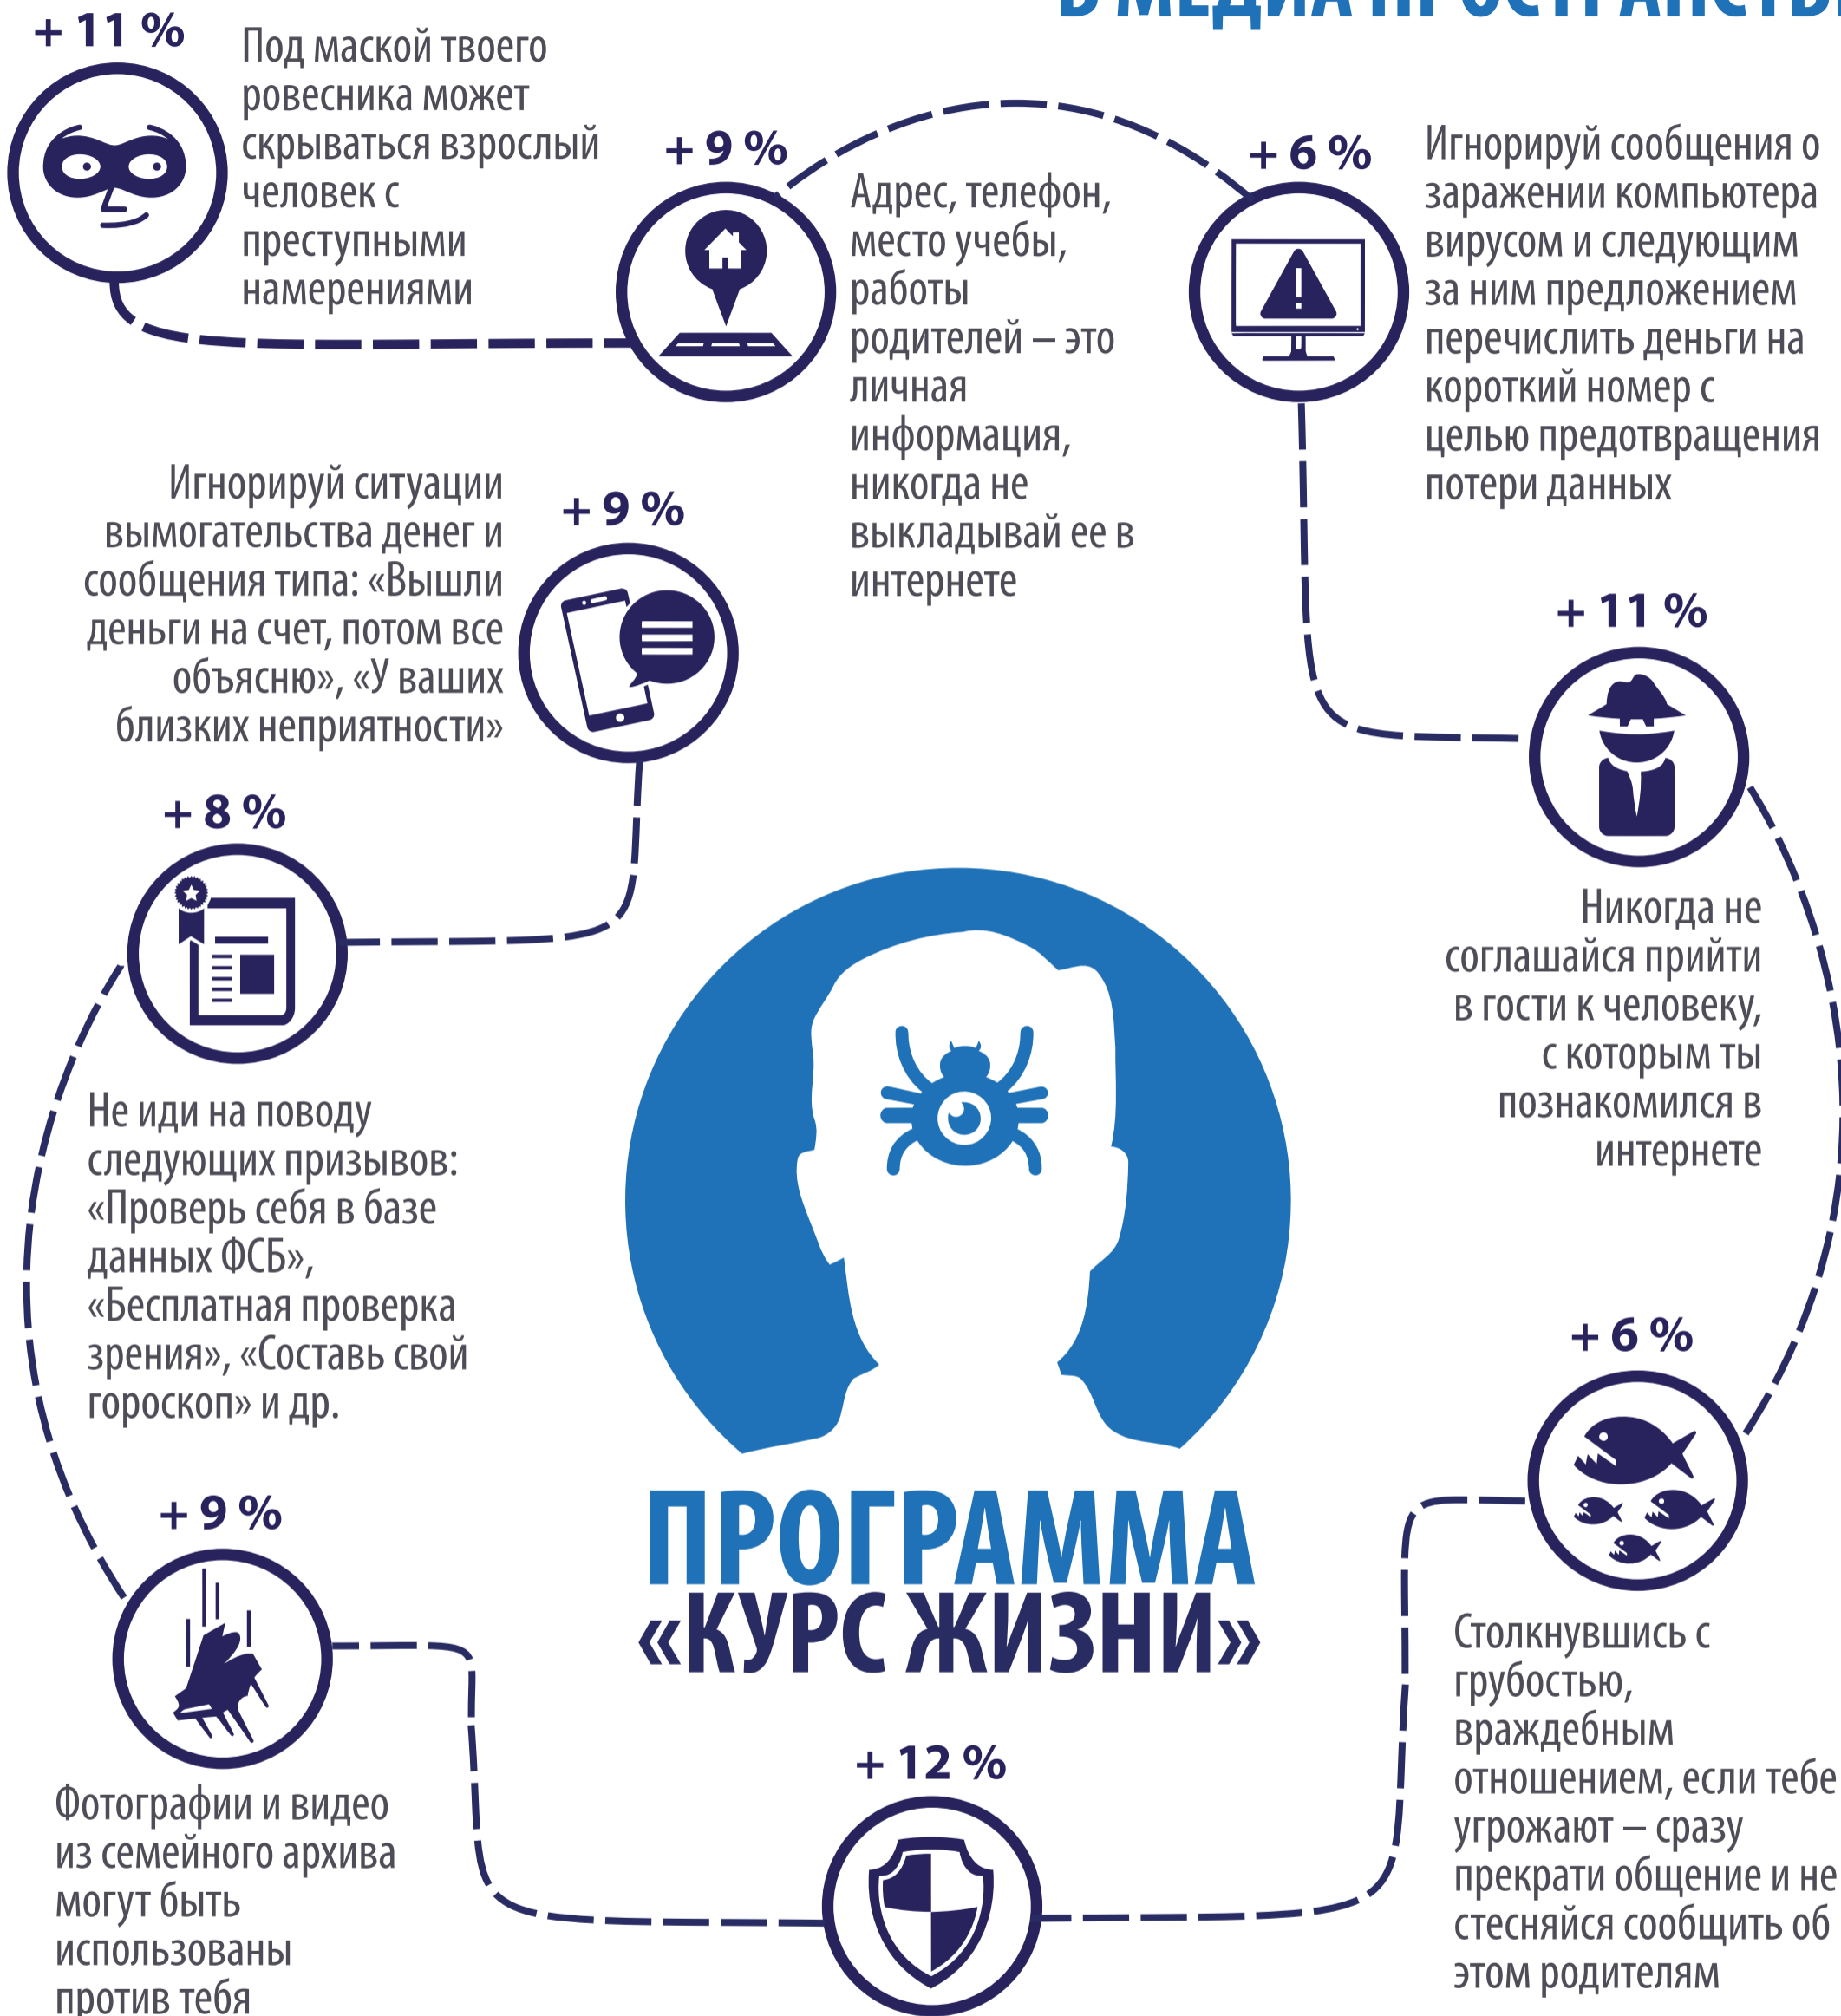 В МЕДИА ПРОСТРАНСТВ
+ 11 %
Под маской твоего
ровесника может
скрываться взрослый
человек с
преступными
намерениями
+ 9 %
Адрес, телефон,
место учебы,
работы
родителей – это
личная
информация,
никогда не
выкладывай ее в
интернете
+ 6 %
Игнорируй сообщения о
заражении компьютера
вирусом и следующим
за ним предложением
перечислить деньги на
короткий номер с
целью предотвращения
потери данных
+ 11 %
Никогда не
соглашайся прийти
в гости к человеку,
с которым ты
познакомился в
интернете
+ 6 %
Столкнувшись с
грубостью,
враждебным
отношением, если тебе
угрожают – сразу
прекрати общение и не
стесняйся сообщить об
этом родителям
+ 12 %
+ 9 %
Фотографии и видео
из семейного архива
могут быть
использованы
против тебя
+ 8 %
Не иди на поводу
следующих призывов:
«Проверь себя в базе
данных ФСБ»,
«Бесплатная проверка
зрения», «Составь свой
гороскоп» и др.
+ 9 %
Игнорируй ситуации
вымогательства денег и
сообщения типа: «Вышли
деньги на счет, потом все
объясню», «У ваших
близких неприятности»
ПРОГРАММА
«КУРС ЖИЗНИ»